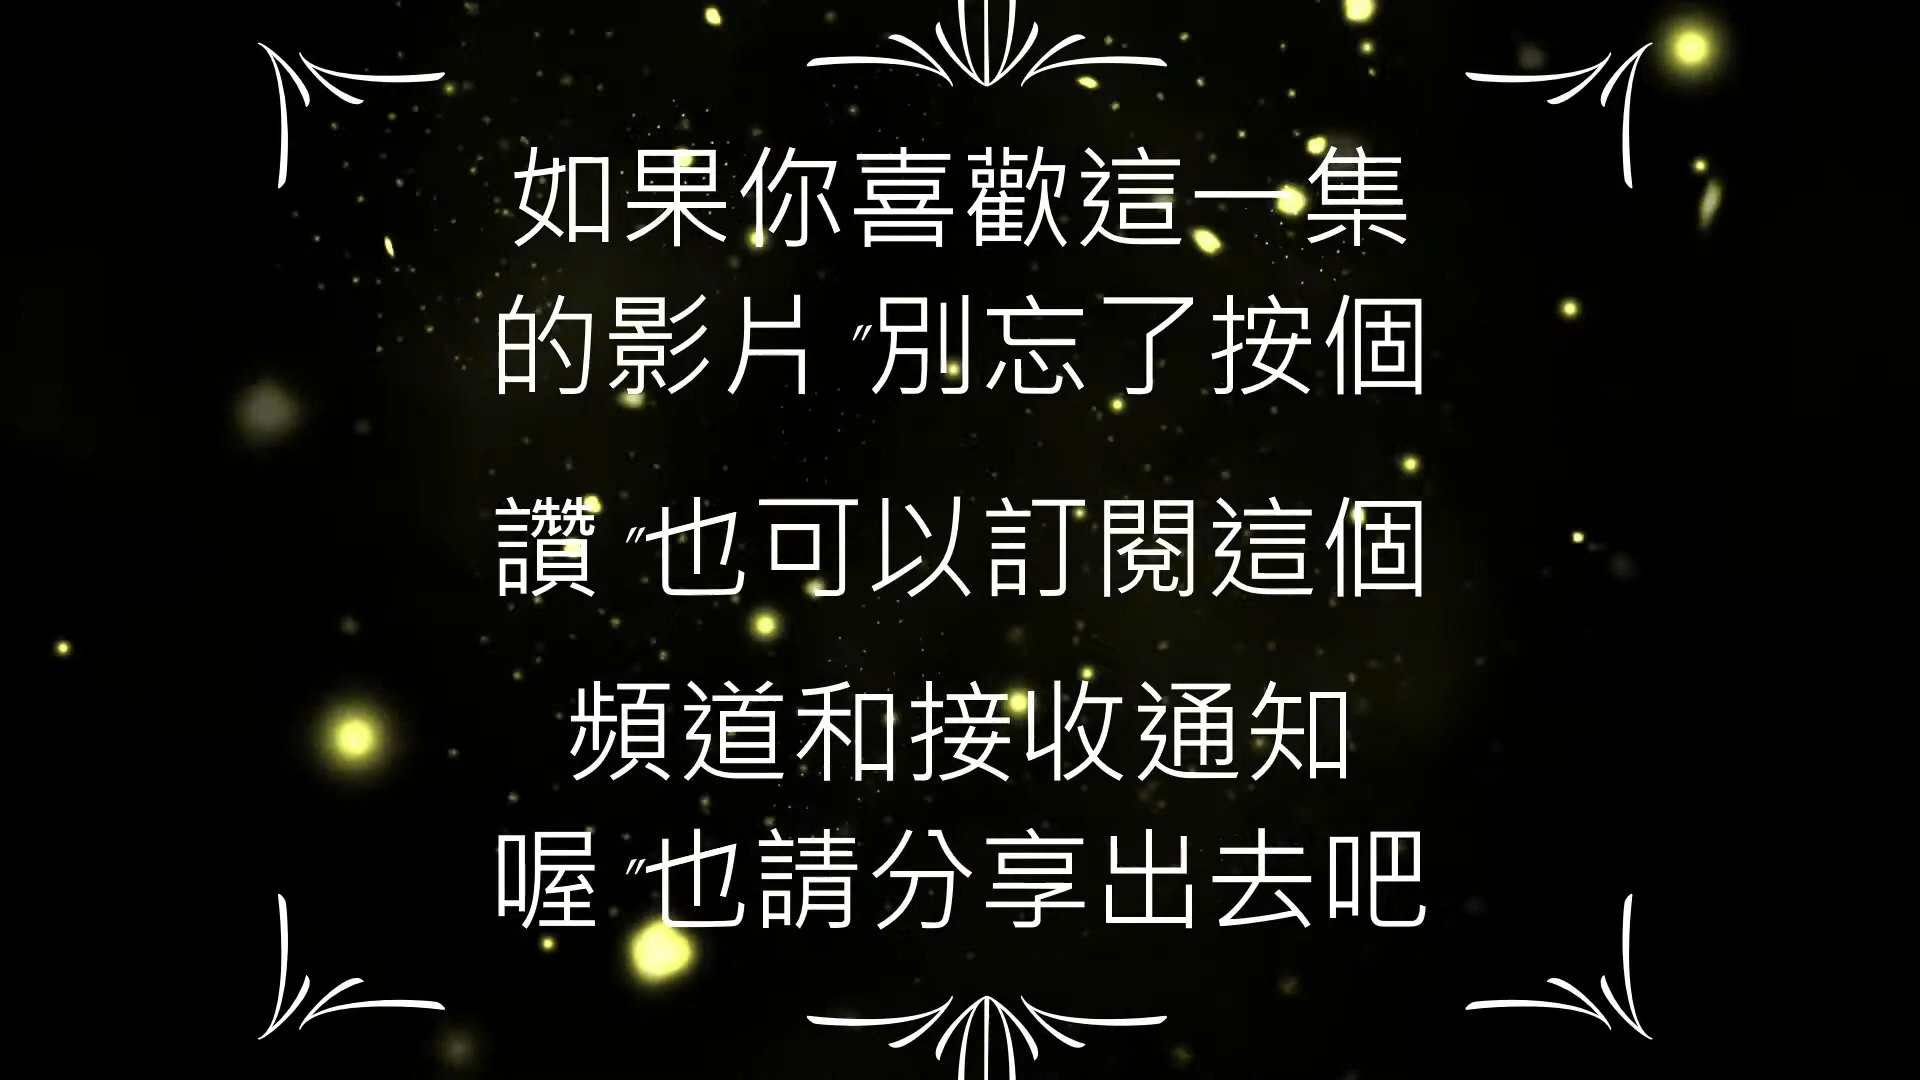 如果你喜歡這一集
的影片〃別忘了按個
讚〃也可以訂閱這個
頻道和接收通知
喔〃也請分享出去吧